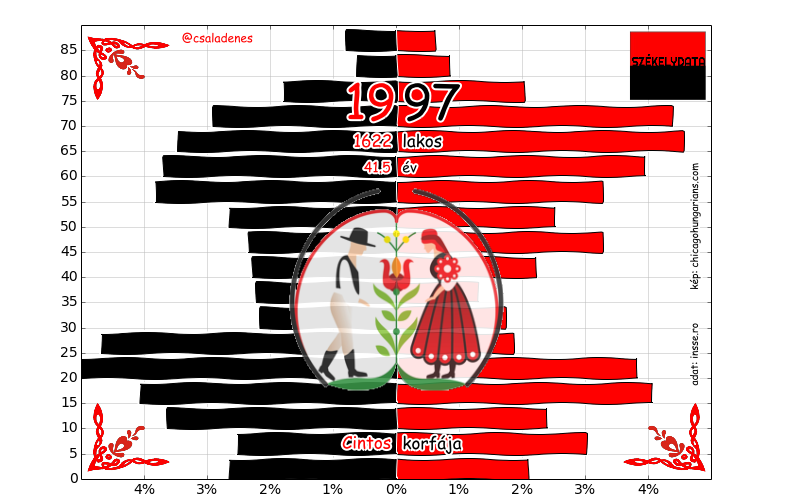 @csaladenes
SZÉKELYDATA
1997
1622 lakos
41.5 év
kép: chicagohungarians.com
adat: insse.ro
Cintos korfája
85
80
75
70
65
60
55
50
45
40
35
30
25
20
15
10
5
0
4% 3% 2% 1% 0% 1% 2% 3% 4%